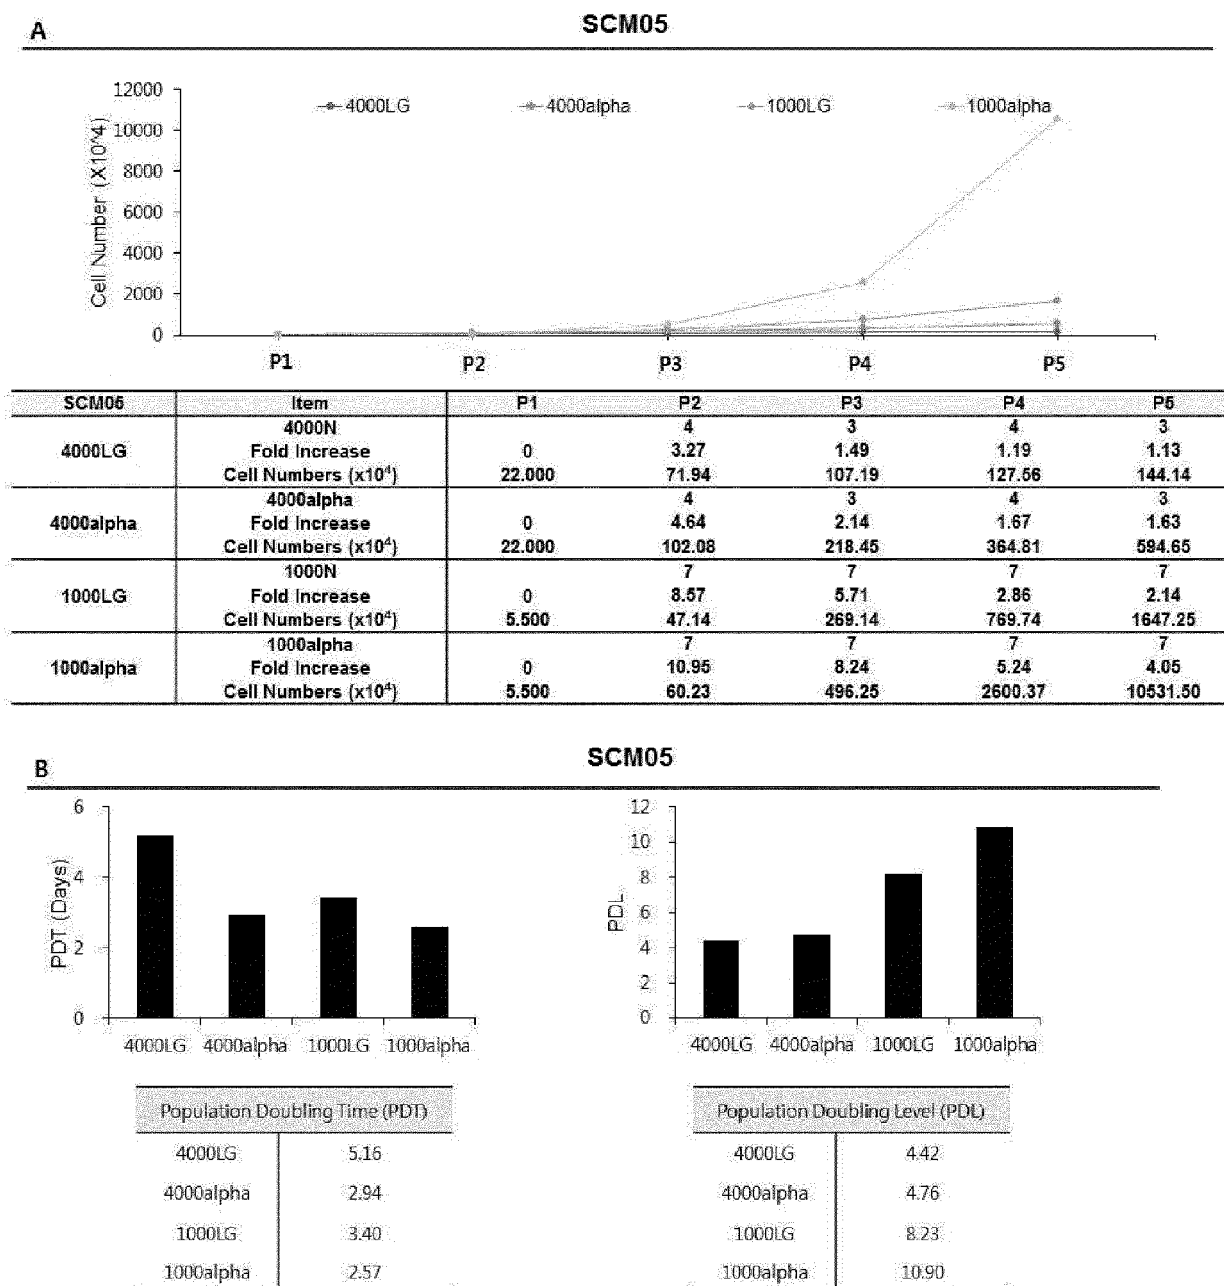 A
SCM05
12000
10000
8000
6000
4000
2000
0
Cell Number (X10^4)
4000LG 4000alpha 1000LG 1000alpha
P1 P2 P3 P4 P5
SCM05 Item P1 P2 P3 P4 P5
4000N 4 3 4 3
4000LG Fold Increase 0 3.27 1.49 1.19 1.13
Cell Numbers (x10⁴) 22.000 71.94 107.19 127.56 144.14
4000alpha 4 3 4 3
4000alpha Fold Increase 0 4.64 2.14 1.67 1.63
Cell Numbers (x10⁴) 22.000 102.08 218.45 364.81 594.65
1000N 7 7 7 7
1000LG Fold Increase 0 8.57 5.71 2.86 2.14
Cell Numbers (x10⁴) 5.500 47.14 269.14 769.74 1647.25
1000alpha 7 7 7 7
1000alpha Fold Increase 0 10.95 8.24 5.24 4.05
Cell Numbers (x10⁴) 5.500 60.23 496.25 2600.37 10531.50
B
SCM05
6
4
2
0
PDT (Days)
4000LG 4000alpha 1000LG 1000alpha
12
10
8
6
4
2
0
PDL
4000LG 4000alpha 1000LG 1000alpha
Population Doubling Time (PDT)
4000LG 5.16
4000alpha 2.94
1000LG 3.40
1000alpha 2.57
Population Doubling Level (PDL)
4000LG 4.42
4000alpha 4.76
1000LG 8.23
1000alpha 10.90